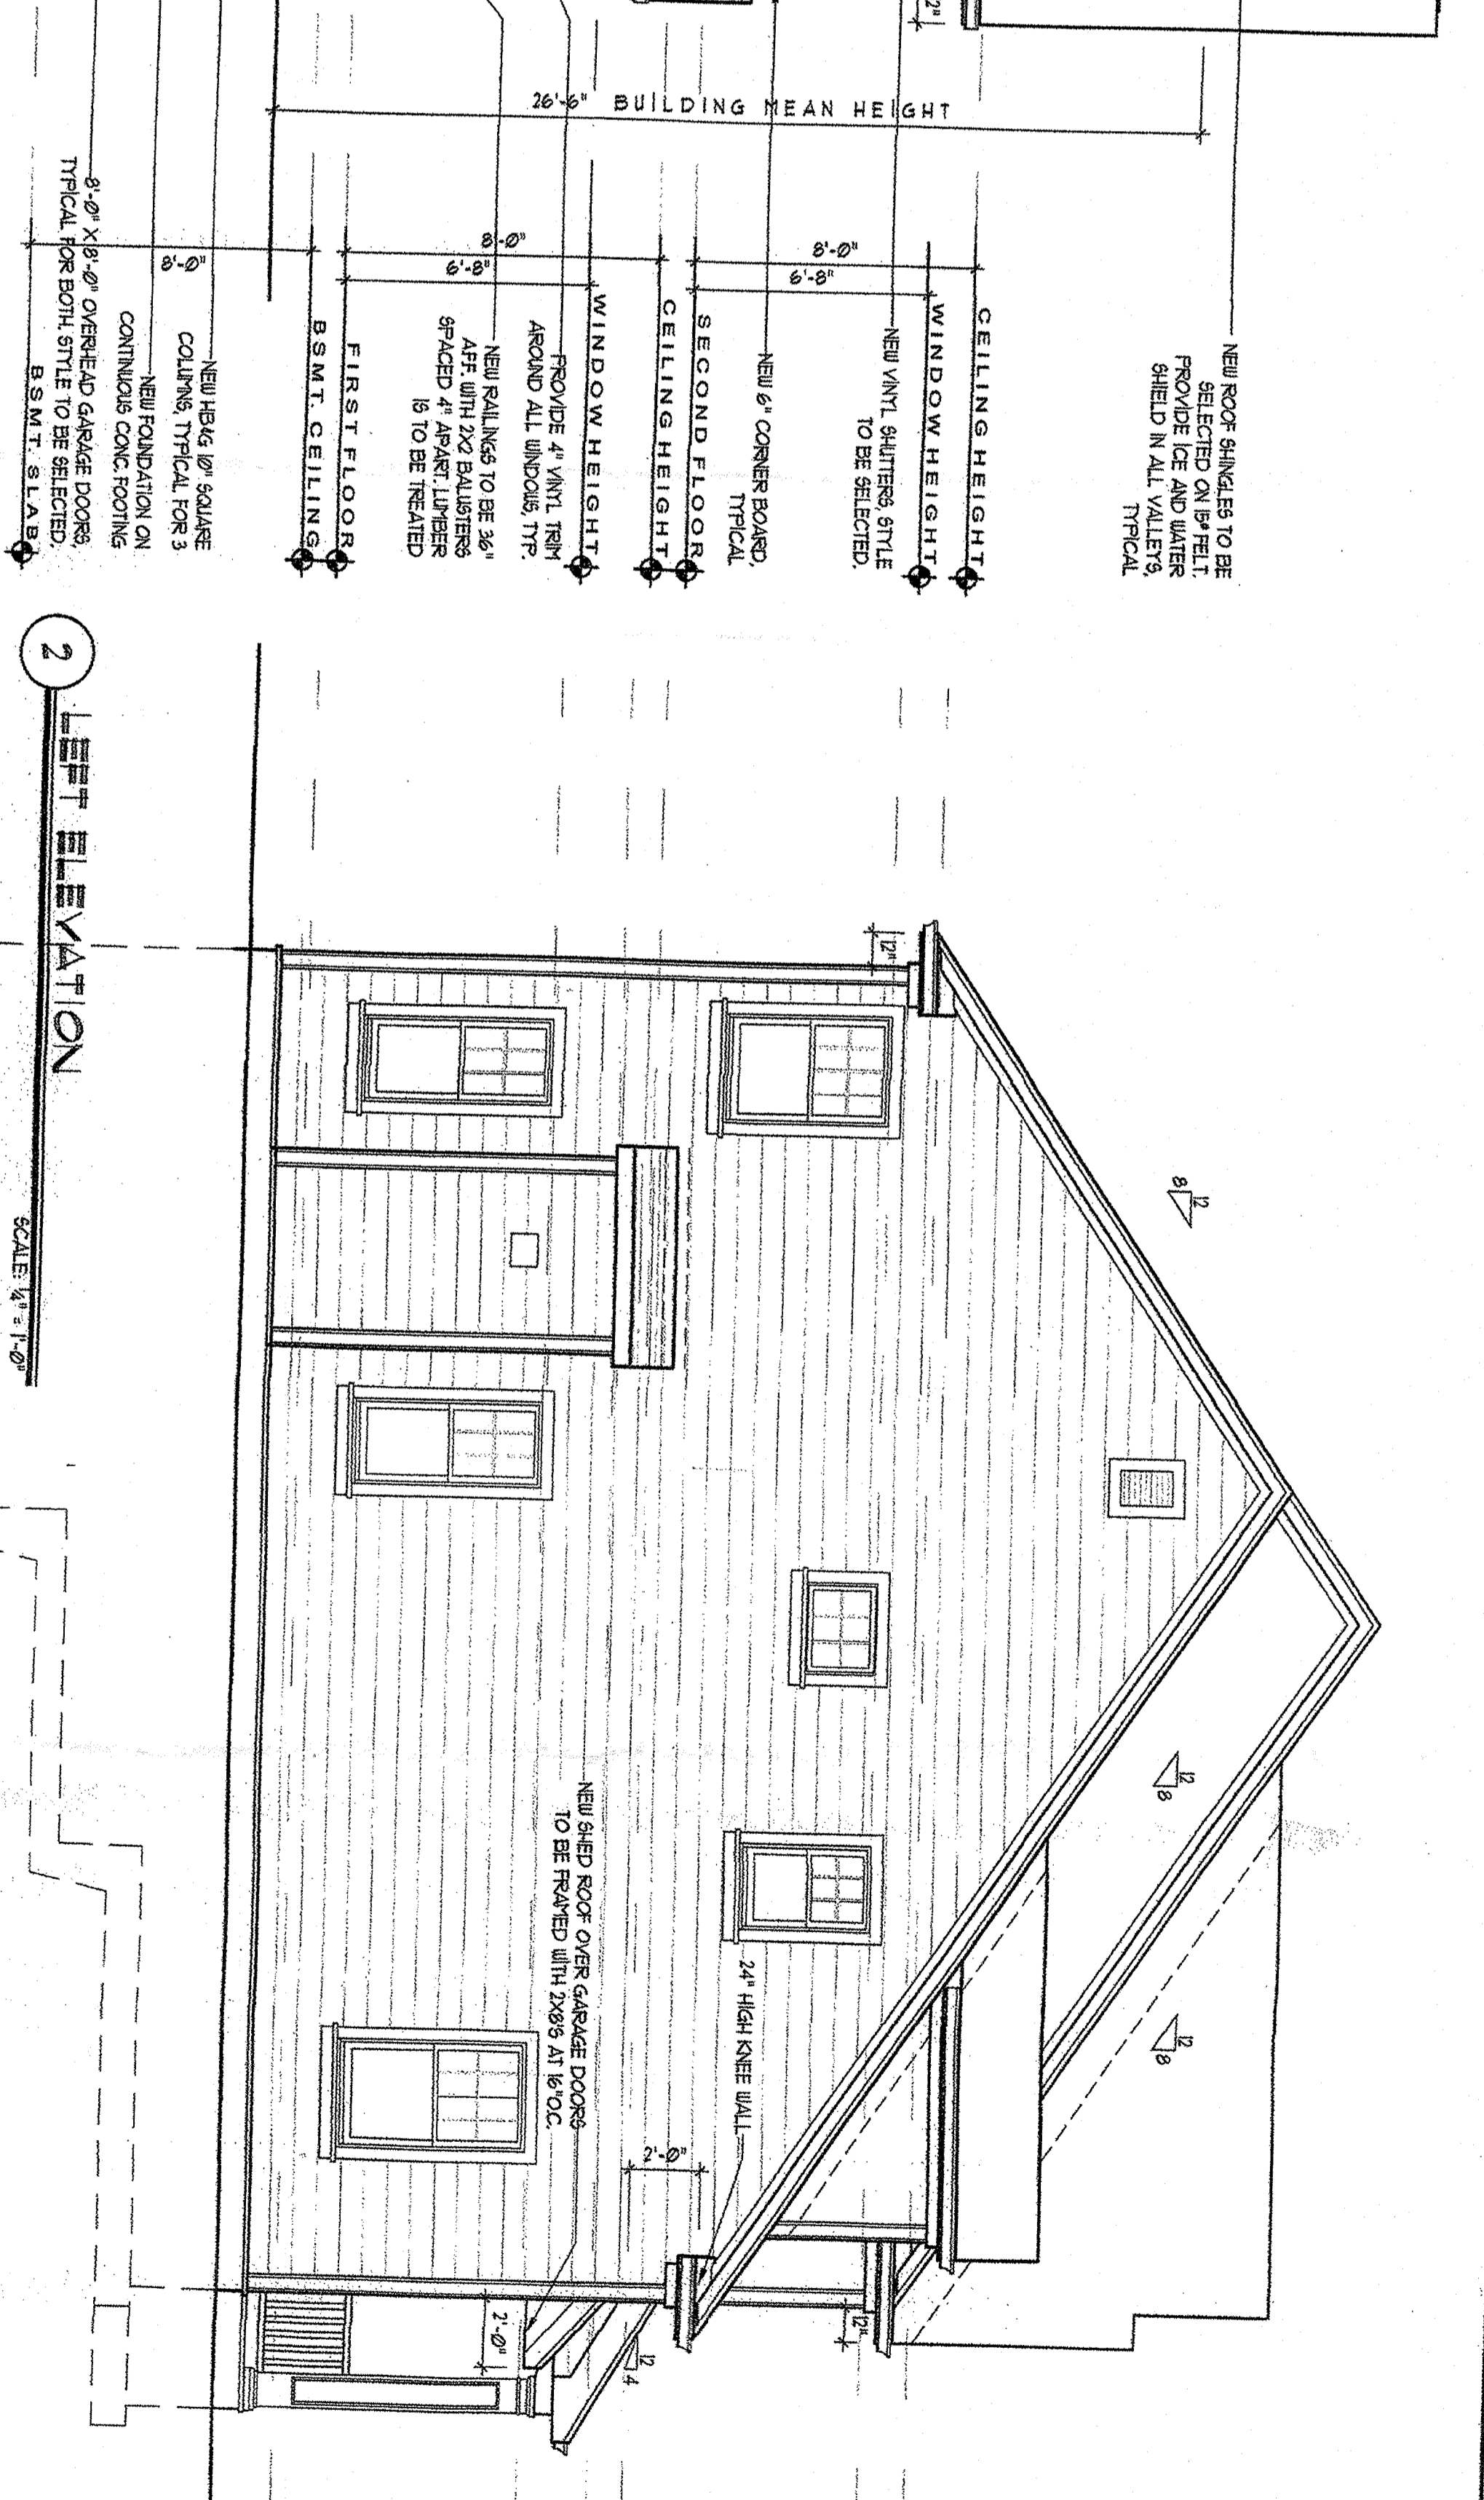 NEW ROOF SHINGLES TO BE
SELECTED ON 15# FELT.
PROVIDE ICE AND WATER
SHIELD IN ALL VALLEYS,
TYPICAL
CEILING HEIGHT
WINDOW HEIGHT
NEW VINYL SHUTTERS, STYLE
TO BE SELECTED.
NEW 6" CORNER BOARD,
TYPICAL
SECOND FLOOR
CEILING HEIGHT
WINDOW HEIGHT
PROVIDE 4" VINYL TRIM
AROUND ALL WINDOWS, TYP.
NEW RAILINGS TO BE 36"
AFF. WITH 2X2 BALUSTERS
SPACED 4" APART. LUMBER
IS TO BE TREATED
FIRST FLOOR
BSMT. CEILING
NEW HB&G 10" SQUARE
COLUMNS, TYPICAL FOR 3
NEW FOUNDATION ON
CONTINUOUS CONC. FOOTING
8'-0" X 8'-0" OVERHEAD GARAGE DOORS,
TYPICAL FOR BOTH. STYLE TO BE SELECTED.
BSMT. SLAB
26'-6" BUILDING MEAN HEIGHT
2"
8'-0"
6'-8"
8'-0"
6'-8"
8'-0"
12"
12
8
12
8
12
8
24" HIGH KNEE WALL
2'-0"
NEW SHED ROOF OVER GARAGE DOORS
TO BE FRAMED WITH 2X8'S AT 16"O.C.
12"
2'-0"
12
4
2
LEFT ELEVATION
SCALE: 1/4" = 1'-0"